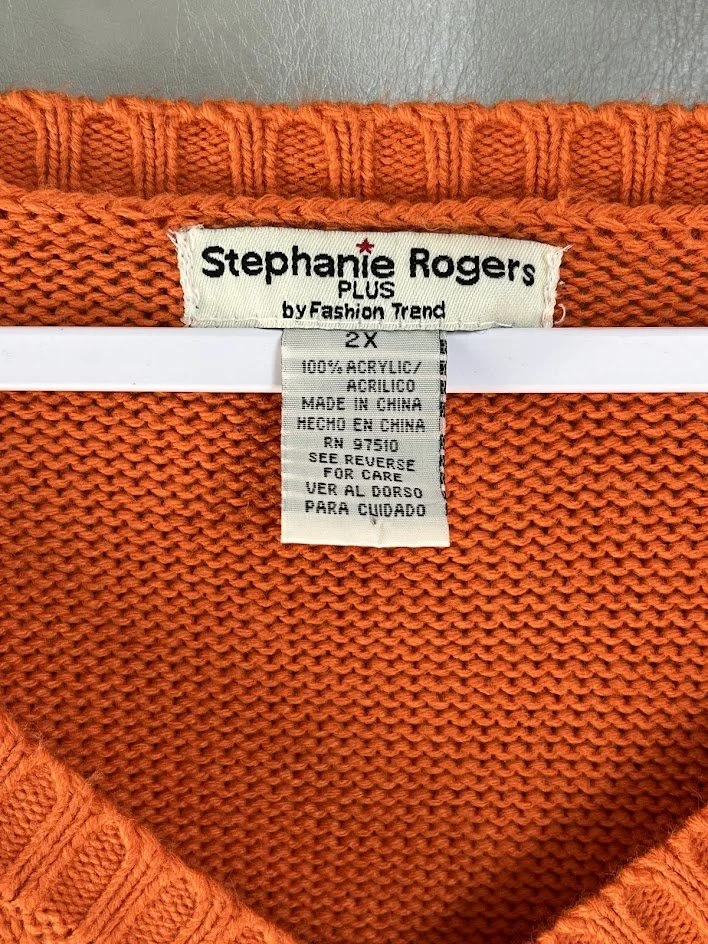 Stephanie Rogers
PLUS
by Fashion Trend
2X
100% ACRYLIC/
ACRILICO
MADE IN CHINA
HECHO EN CHINA
RN 97510
SEE REVERSE
FOR CARE
VER AL DORSO
PARA CUIDADO